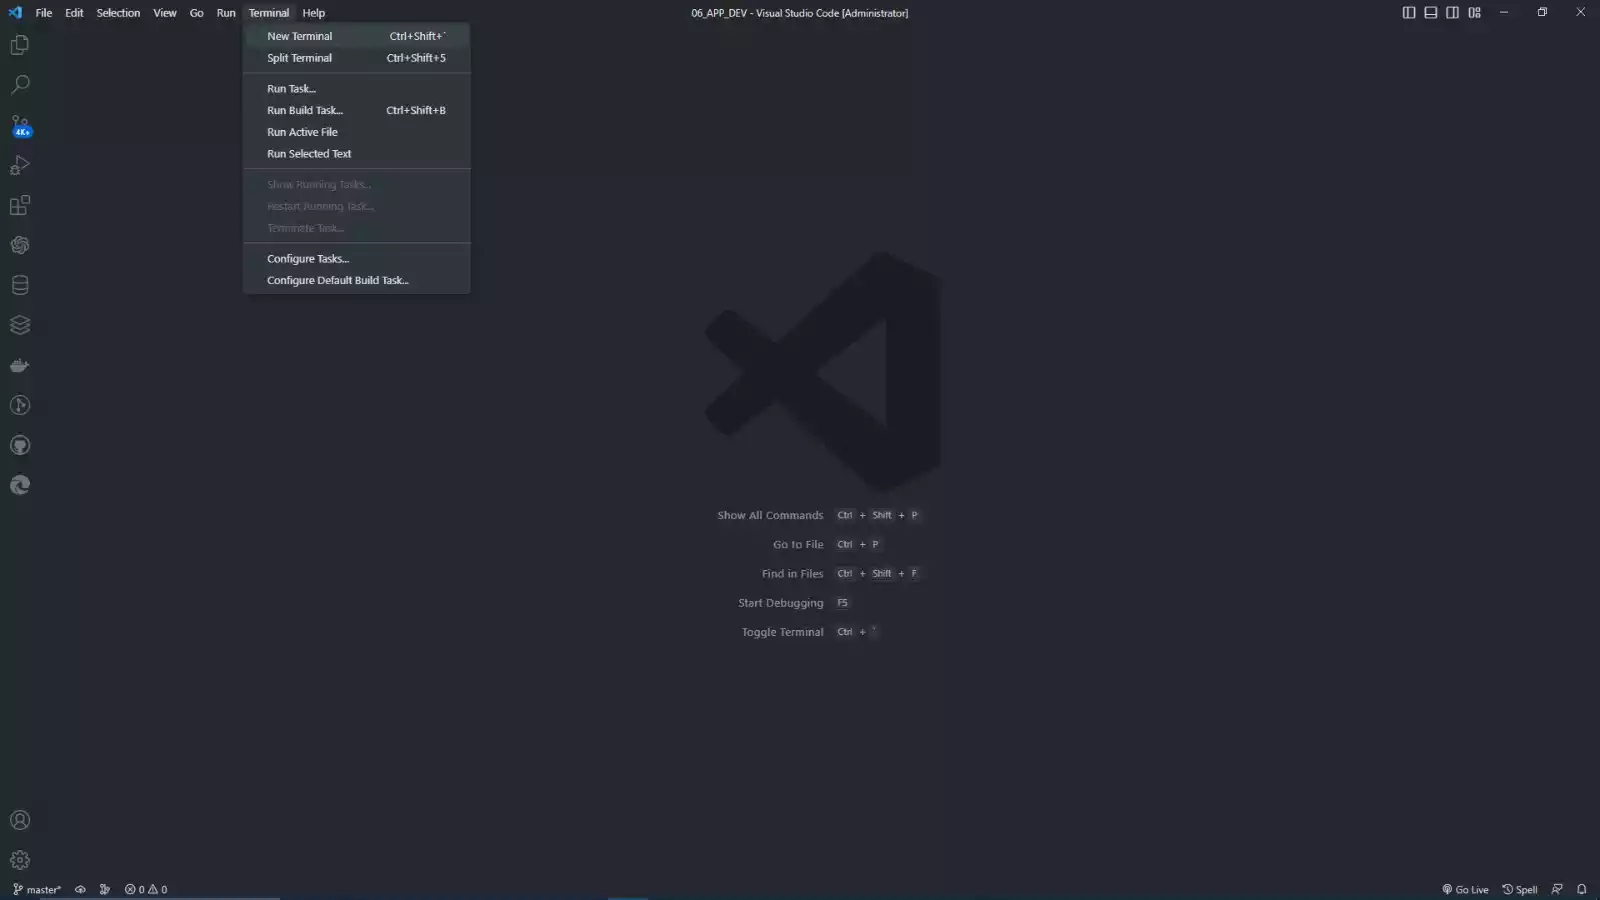 File Edit Selection View Go Run Terminal Help
06_APP_DEV - Visual Studio Code [Administrator]
New Terminal Ctrl+Shift+`
Split Terminal Ctrl+Shift+5
Run Task...
Run Build Task... Ctrl+Shift+B
Run Active File
Run Selected Text
Show Running Tasks...
Restart Running Task...
Terminate Task...
Configure Tasks...
Configure Default Build Task...
4K+
Show All Commands Ctrl + Shift + P
Go to File Ctrl + P
Find in Files Ctrl + Shift + F
Start Debugging F5
Toggle Terminal Ctrl + `
master* 0 0
Go Live Spell